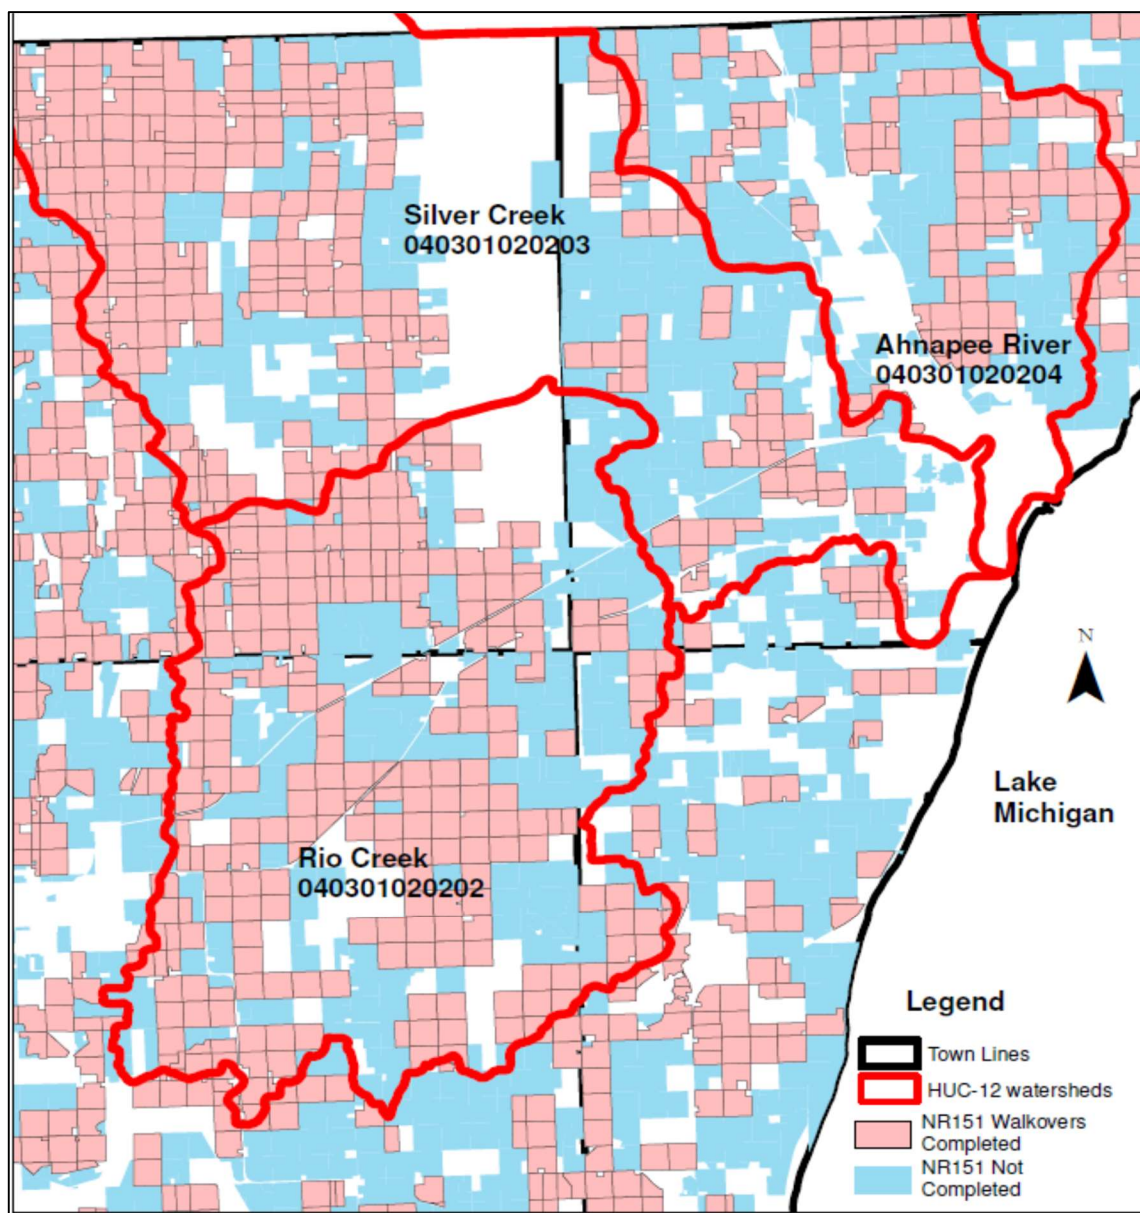 Silver Creek
040301020203
Ahnapee River
040301020204
N
Lake
Michigan
Rio Creek
040301020202
Legend
Town Lines
HUC-12 watersheds
NR151 Walkovers
Completed
NR151 Not
Completed